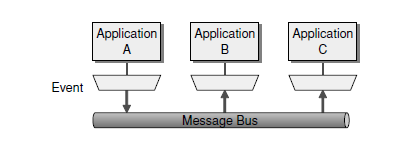 Application
A
Application
B
Application
C
Event
Message Bus